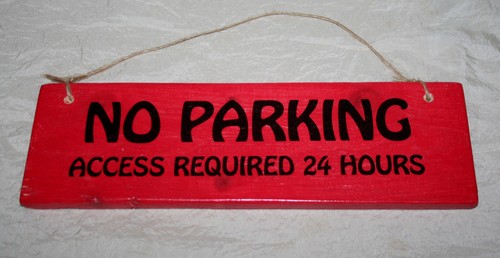 NO PARKING
ACCESS REQUIRED 24 HOURS